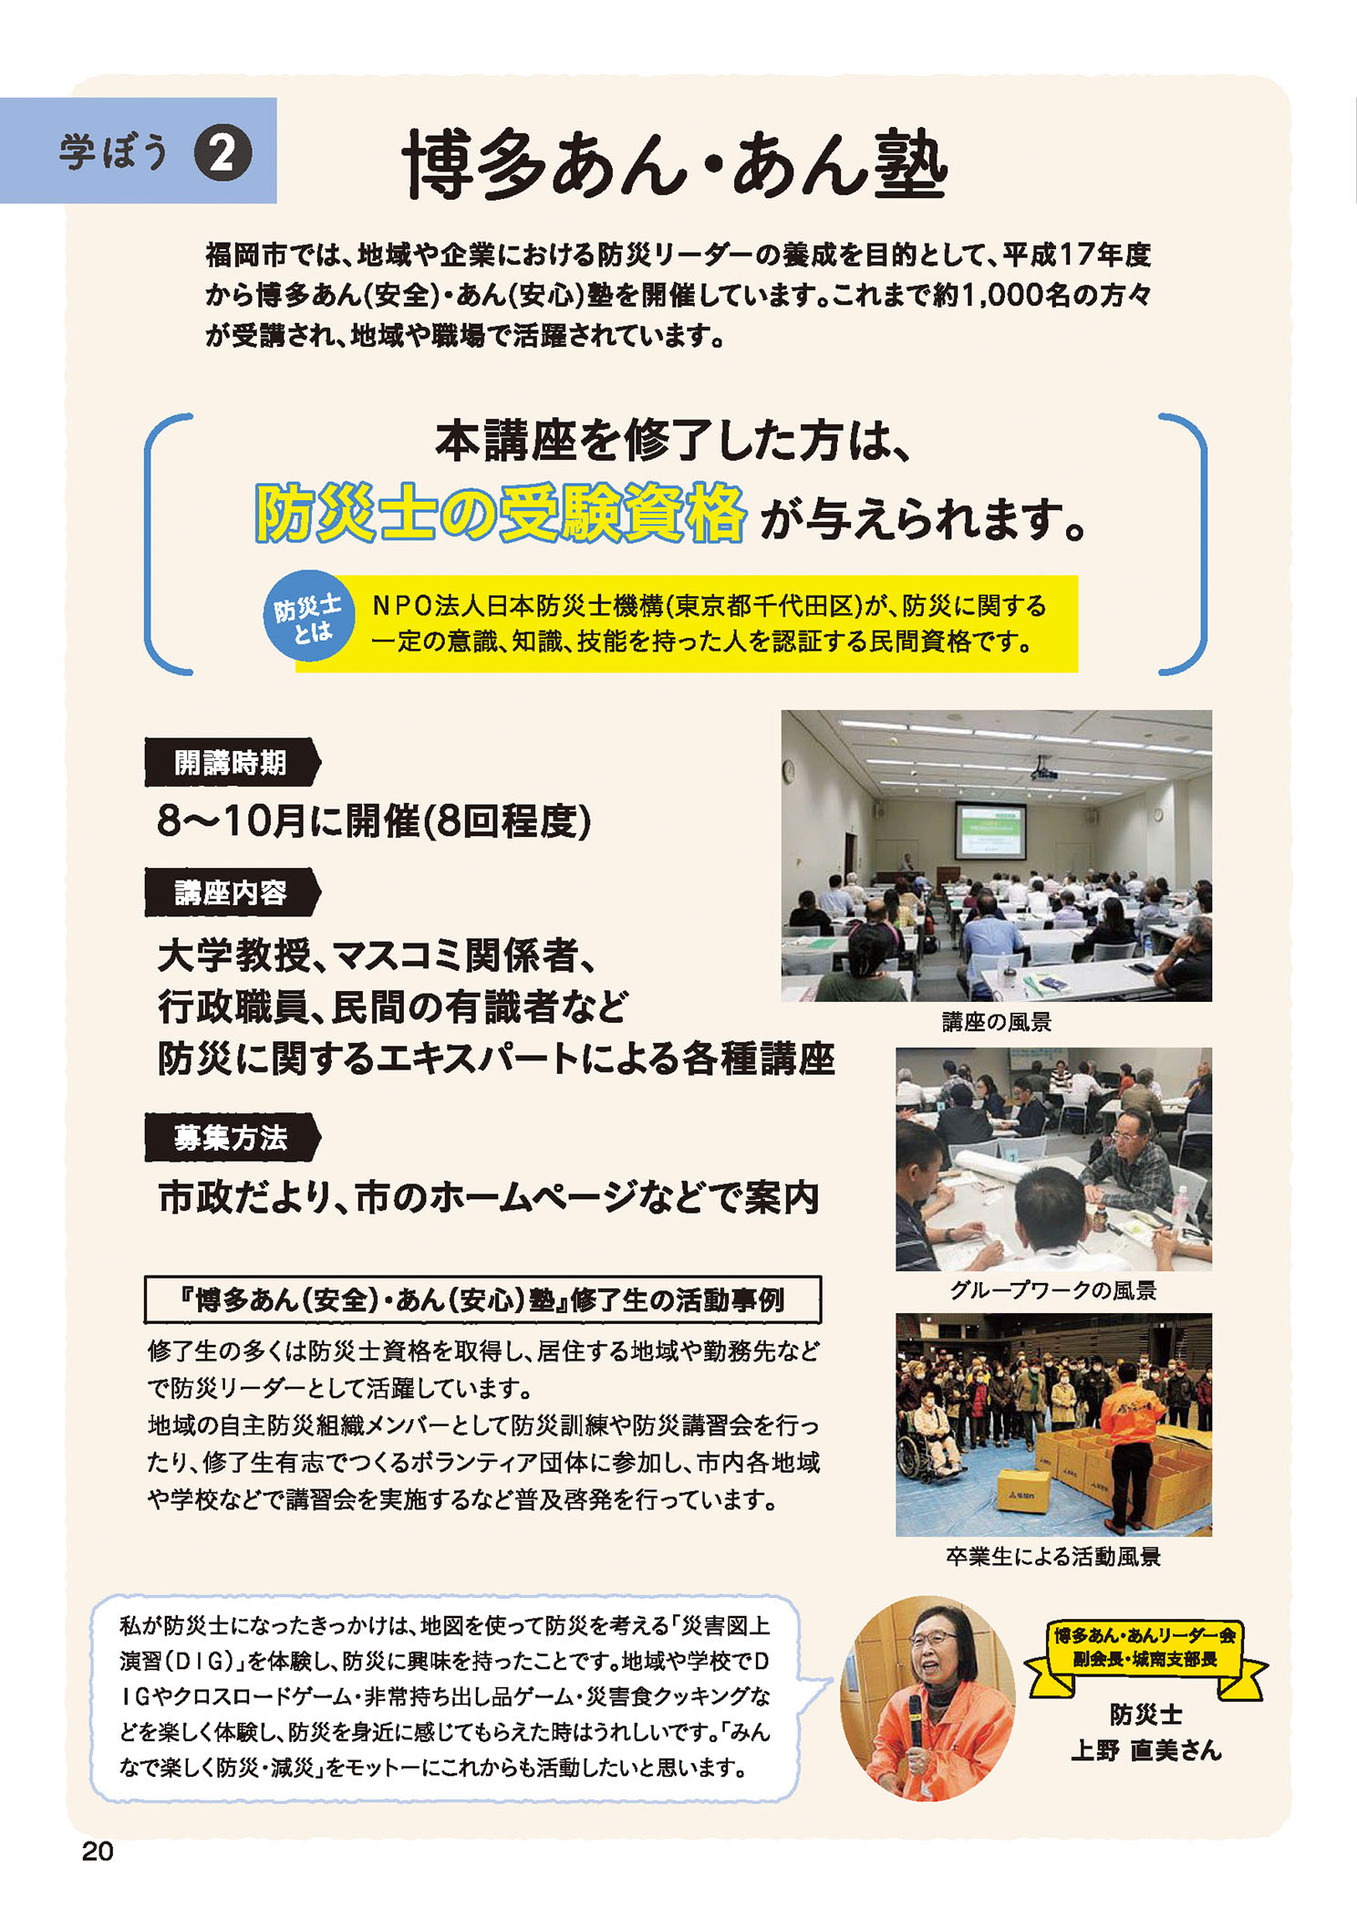 学ぼう 2
博多あん・あん塾
福岡市では、地域や企業における防災リーダーの養成を目的として、平成17年度
から博多あん(安全)・あん(安心)塾を開催しています。これまで約1,000名の方々
が受講され、地域や職場で活躍されています。
本講座を修了した方は、
防災士の受験資格 が与えられます。
防災士
とは
NPO法人日本防災士機構(東京都千代田区)が、防災に関する
一定の意識、知識、技能を持った人を認証する民間資格です。
開講時期
8〜10月に開催(8回程度)
講座内容
大学教授、マスコミ関係者、
行政職員、民間の有識者など
防災に関するエキスパートによる各種講座
募集方法
市政だより、市のホームページなどで案内
講座の風景
グループワークの風景
卒業生による活動風景
『博多あん(安全)・あん(安心)塾』修了生の活動事例
修了生の多くは防災士資格を取得し、居住する地域や勤務先など
で防災リーダーとして活躍しています。
地域の自主防災組織メンバーとして防災訓練や防災講習会を行っ
たり、修了生有志でつくるボランティア団体に参加し、市内各地域
や学校などで講習会を実施するなど普及啓発を行っています。
私が防災士になったきっかけは、地図を使って防災を考える「災害図上
演習(DIG)」を体験し、防災に興味を持ったことです。地域や学校でD
IGやクロスロードゲーム・非常持ち出し品ゲーム・災害食クッキングな
どを楽しく体験し、防災を身近に感じてもらえた時はうれしいです。「みん
なで楽しく防災・減災」をモットーにこれからも活動したいと思います。
博多あん・あんリーダー会
副会長・城南支部長
防災士
上野 直美さん
20